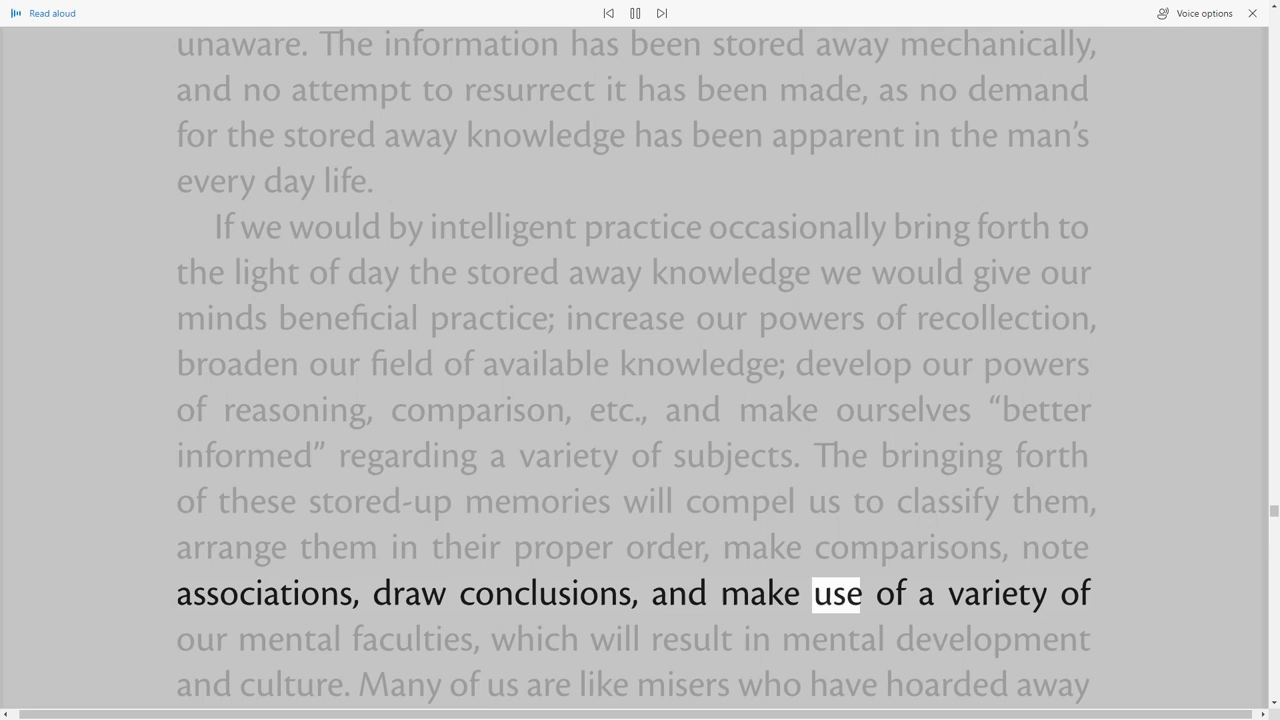 Read aloud
Voice options
unaware. The information has been stored away mechanically,
and no attempt to resurrect it has been made, as no demand
for the stored away knowledge has been apparent in the man’s
every day life.
If we would by intelligent practice occasionally bring forth to
the light of day the stored away knowledge we would give our
minds beneficial practice; increase our powers of recollection,
broaden our field of available knowledge; develop our powers
of reasoning, comparison, etc., and make ourselves “better
informed” regarding a variety of subjects. The bringing forth
of these stored-up memories will compel us to classify them,
arrange them in their proper order, make comparisons, note
associations, draw conclusions, and make use of a variety of
our mental faculties, which will result in mental development
and culture. Many of us are like misers who have hoarded away